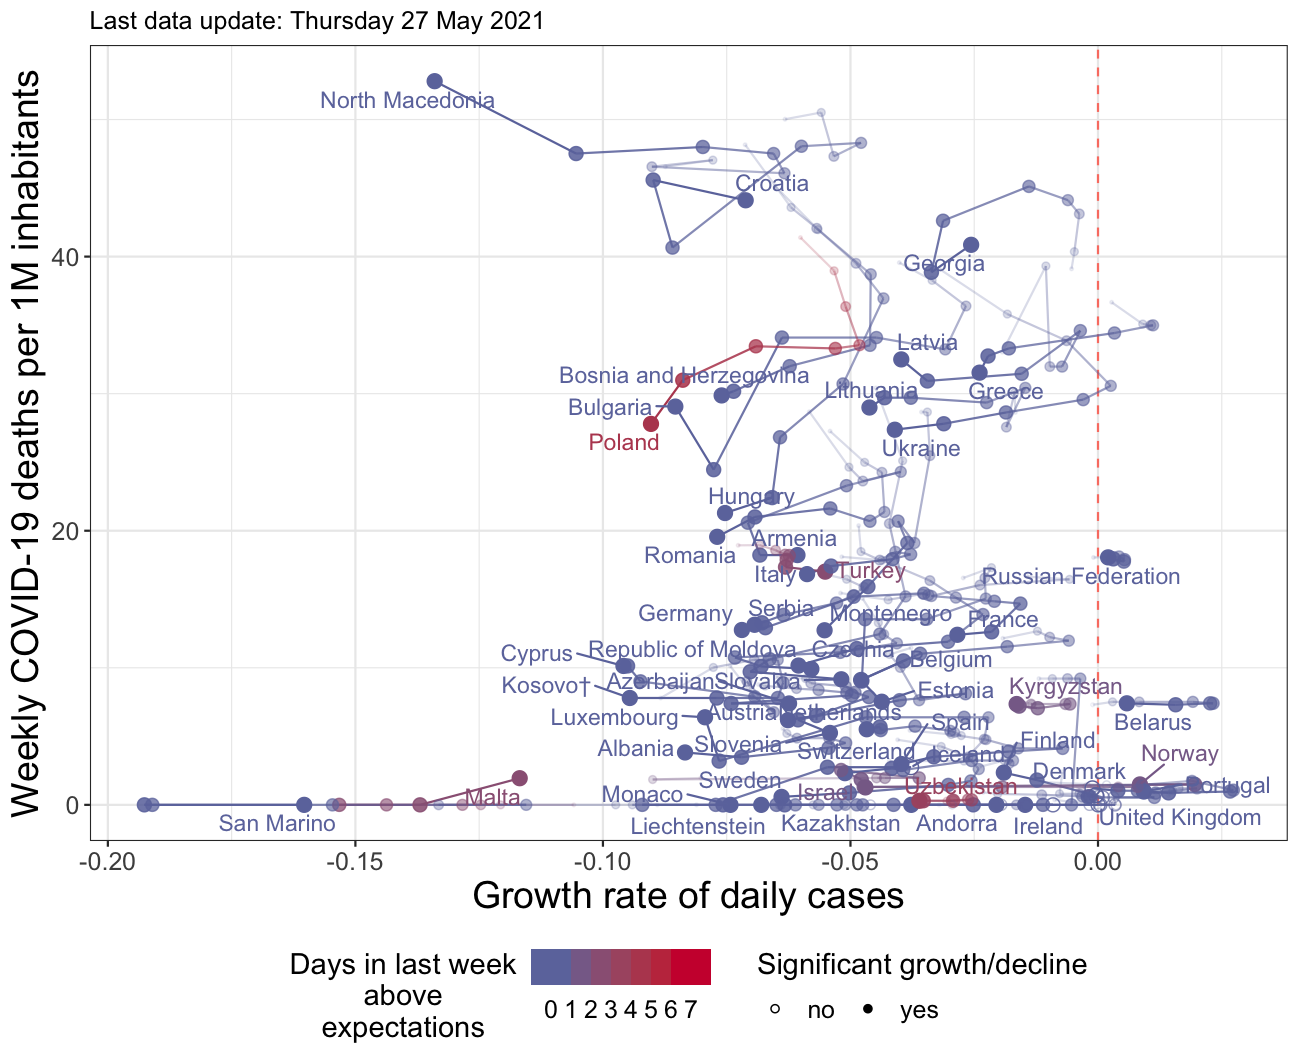 Last data update: Thursday 27 May 2021
Weekly COVID-19 deaths per 1M inhabitants
40
20
0
North Macedonia
Croatia
Georgia
Latvia
Bosnia and Herzegovina
Greece
Lithuania
Bulgaria
Poland
Ukraine
Hungary
Armenia
Romania
Italy
Turkey
Russian Federation
Germany
Serbia
Montenegro
France
Cyprus
Republic of Moldova
Czechia
Belgium
Kosovo†
Azerbaijan
Slovakia
Estonia
Kyrgyzstan
Luxembourg
Austria
Netherlands
Spain
Belarus
Albania
Slovenia
Switzerland
Iceland
Finland
Norway
Sweden
Denmark
Malta
Monaco
Israel
Uzbekistan
Portugal
San Marino
Liechtenstein
Kazakhstan
Andorra
Ireland
United Kingdom
-0.20 -0.15 -0.10 -0.05 0.00
Growth rate of daily cases
Days in last week
above
expectations
0 1 2 3 4 5 6 7
Significant growth/decline
no yes